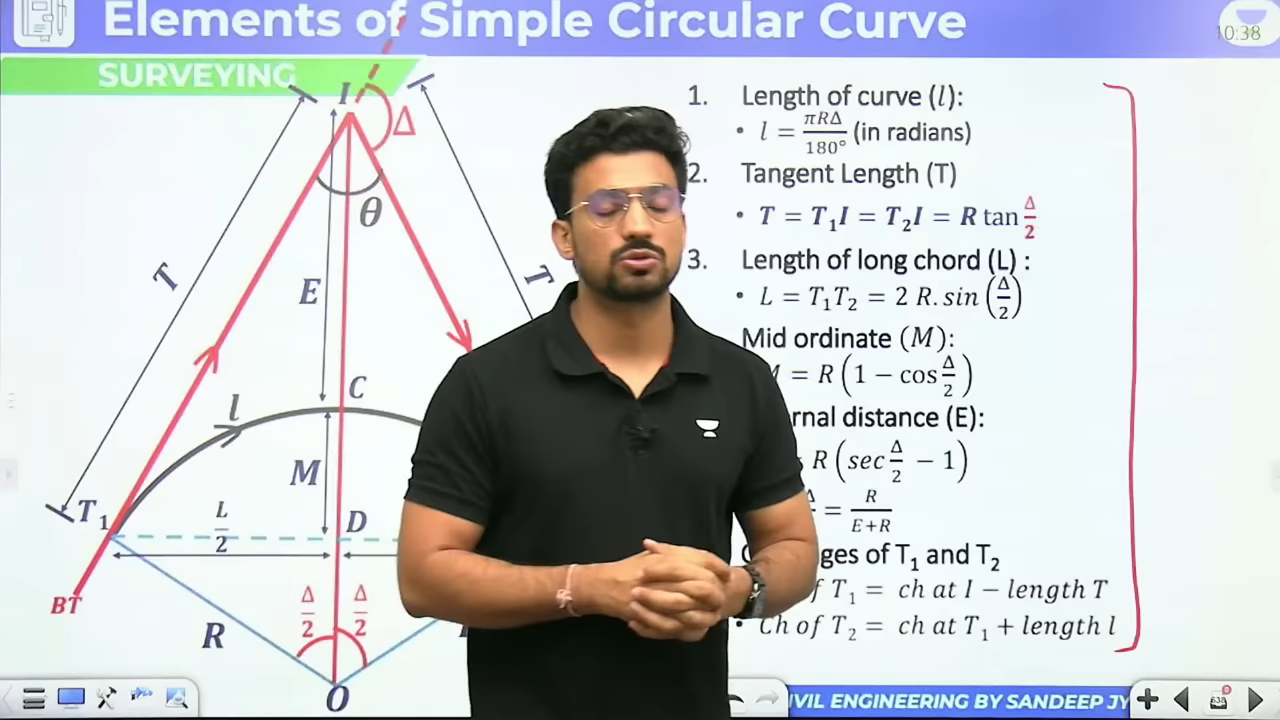 Elements of Simple Circular Curve
10:38
SURVEYING
I
Δ
θ
T
T
E
C
l
M
T₁
L/2
D
BT
Δ/2
Δ/2
R
O
1. Length of curve (l):
• l = πRΔ/180° (in radians)
2. Tangent Length (T)
• T = T₁I = T₂I = R tan Δ/2
3. Length of long chord (L) :
• L = T₁T₂ = 2 R. sin (Δ/2)
Mid ordinate (M):
= R (1 − cos Δ/2)
rnal distance (E):
R (sec Δ/2 − 1)
= R/(E+R)
ges of T₁ and T₂
f T₁ = ch at I − length T
• Ch of T₂ = ch at T₁ + length l
IVIL ENGINEERING BY SANDEEP JY